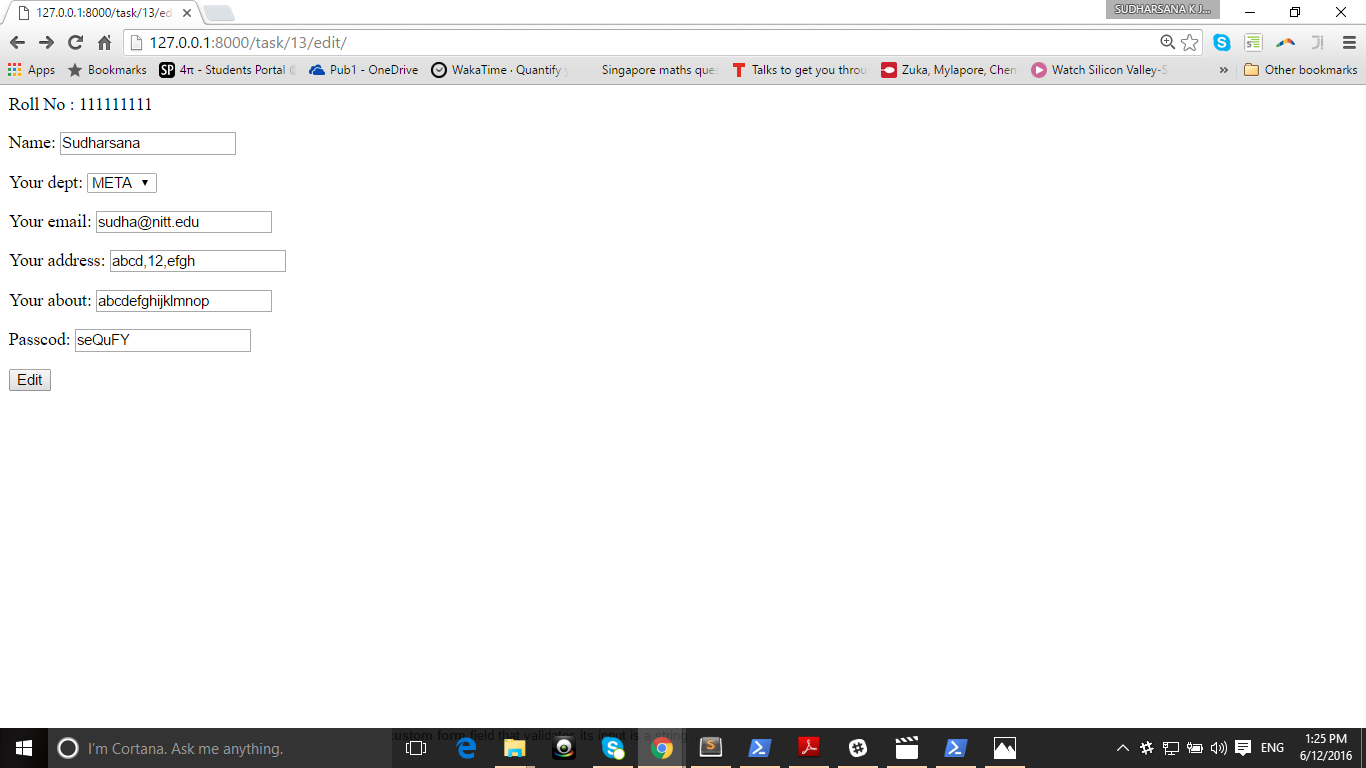 127.0.0.1:8000/task/13/ed
SUDHARSANA K J...
127.0.0.1:8000/task/13/edit/
Apps Bookmarks SP 4π - Students Portal Pub1 - OneDrive WakaTime · Quantify Singapore maths que Talks to get you throu Zuka, Mylapore, Chen Watch Silicon Valley-S » Other bookmarks
Roll No : 111111111
Name: Sudharsana
Your dept: META
Your email: sudha@nitt.edu
Your address: abcd,12,efgh
Your about: abcdefghijklmnop
Passcod: seQuFY
Edit
custom form field that validates its input is a string
I'm Cortana. Ask me anything.
ENG
1:25 PM
6/12/2016